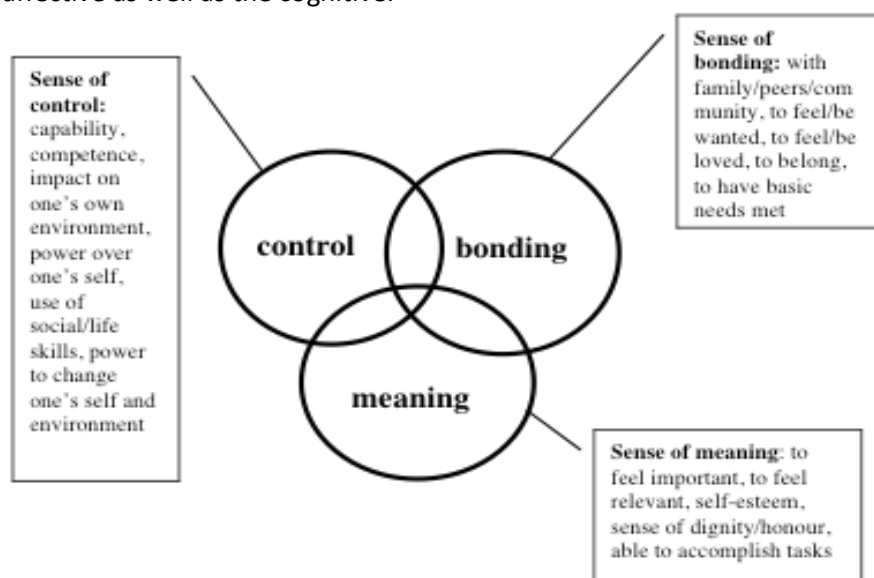 affective as well as the cognitive.
Sense of
control:
capability,
competence,
impact on
one's own
environment,
power over
one's self,
use of
social/life
skills, power
to change
one's self and
environment
Sense of
bonding: with
family/peers/com
munity, to feel/be
wanted, to feel/be
loved, to belong,
to have basic
needs met
control
bonding
meaning
Sense of meaning: to
feel important, to feel
relevant, self-esteem,
sense of dignity/honour,
able to accomplish tasks